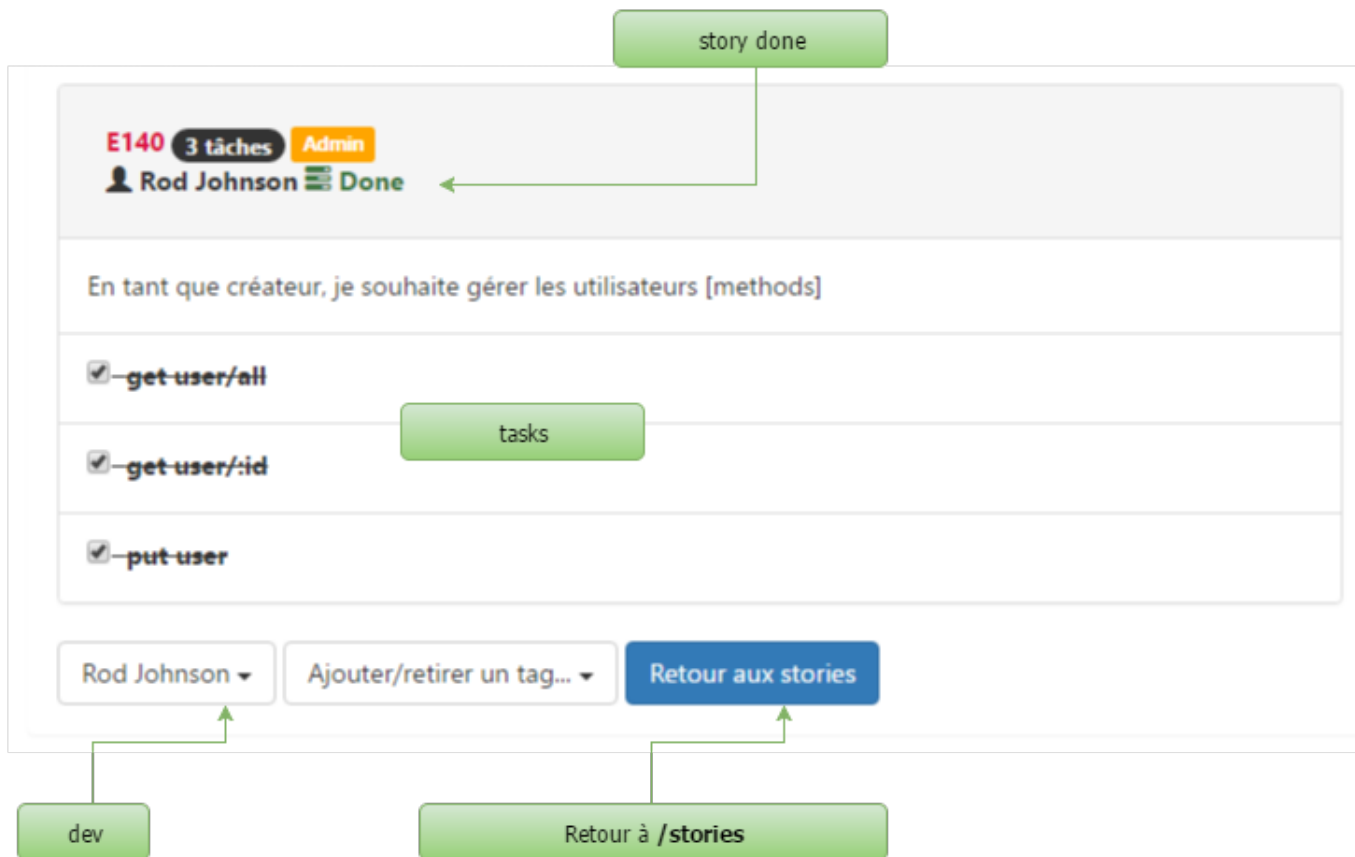 story done
E140 3 tâches Admin
Rod Johnson Done
En tant que créateur, je souhaite gérer les utilisateurs [methods]
get user/all
tasks
get user/:id
put user
Rod Johnson Ajouter/retirer un tag... Retour aux stories
dev Retour à /stories